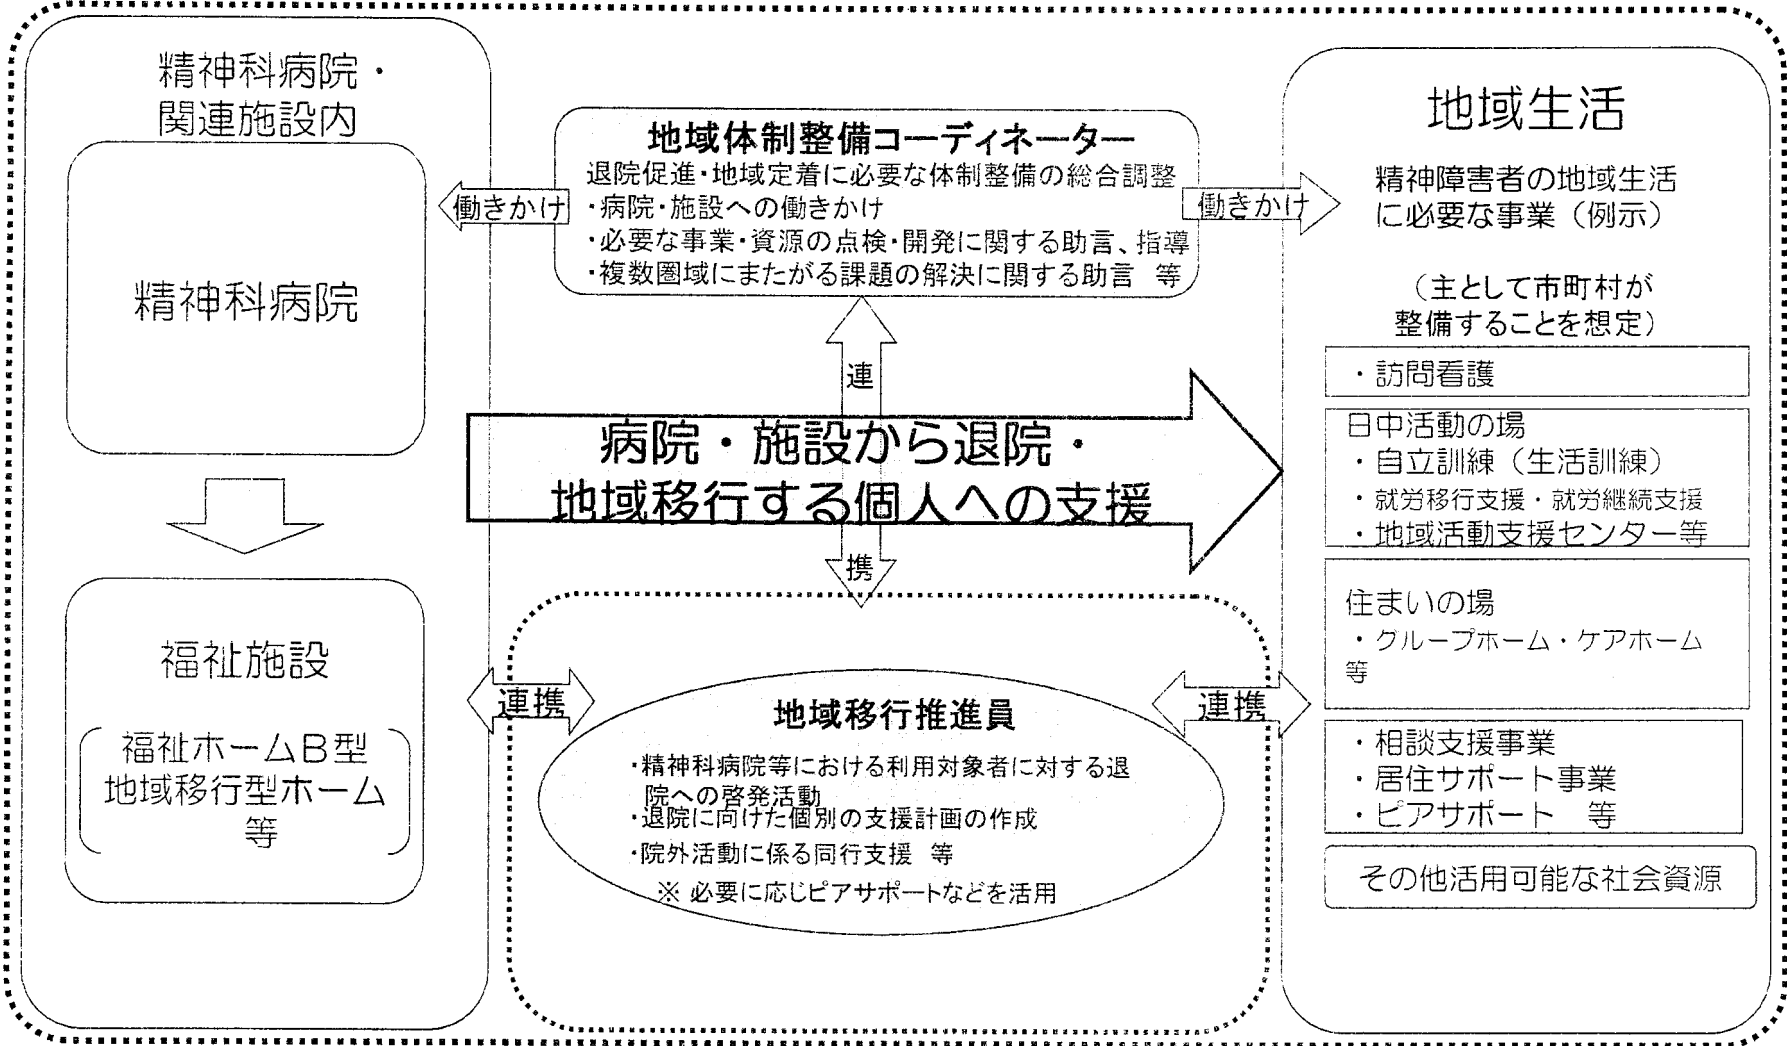 精神科病院・
関連施設内
精神科病院
福祉施設
福祉ホームB型
地域移行型ホーム
等
地域体制整備コーディネーター
退院促進・地域定着に必要な体制整備の総合調整
・病院・施設への働きかけ
・必要な事業・資源の点検・開発に関する助言、指導
・複数圏域にまたがる課題の解決に関する助言 等
働きかけ
働きかけ
連
病院・施設から退院・
地域移行する個人への支援
携
連携
連携
地域移行推進員
・精神科病院等における利用対象者に対する退
院への啓発活動
・退院に向けた個別の支援計画の作成
・院外活動に係る同行支援 等
※ 必要に応じピアサポートなどを活用
地域生活
精神障害者の地域生活
に必要な事業（例示）
（主として市町村が
整備することを想定）
・訪問看護
日中活動の場
・自立訓練（生活訓練）
・就労移行支援・就労継続支援
・地域活動支援センター等
住まいの場
・グループホーム・ケアホーム
等
・相談支援事業
・居住サポート事業
・ピアサポート 等
その他活用可能な社会資源